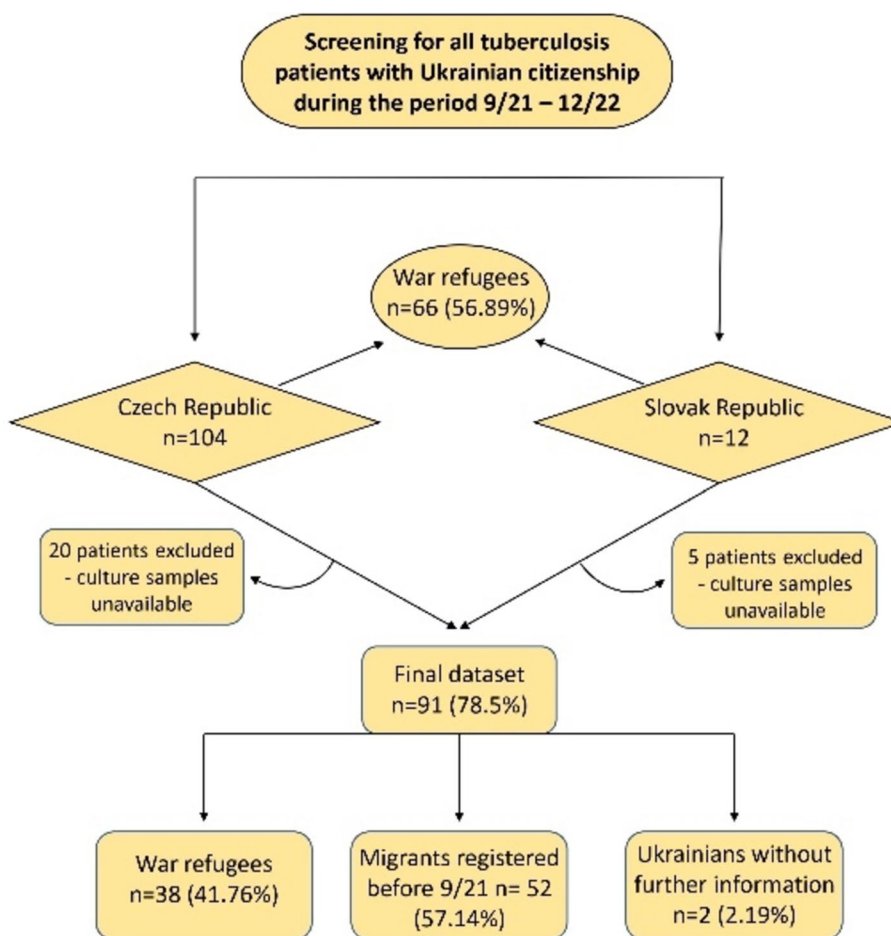 Screening for all tuberculosis
patients with Ukrainian citizenship
during the period 9/21 – 12/22
War refugees
n=66 (56.89%)
Czech Republic
n=104
Slovak Republic
n=12
20 patients excluded
- culture samples
unavailable
5 patients excluded
- culture samples
unavailable
Final dataset
n=91 (78.5%)
War refugees
n=38 (41.76%)
Migrants registered
before 9/21 n= 52
(57.14%)
Ukrainians without
further information
n=2 (2.19%)